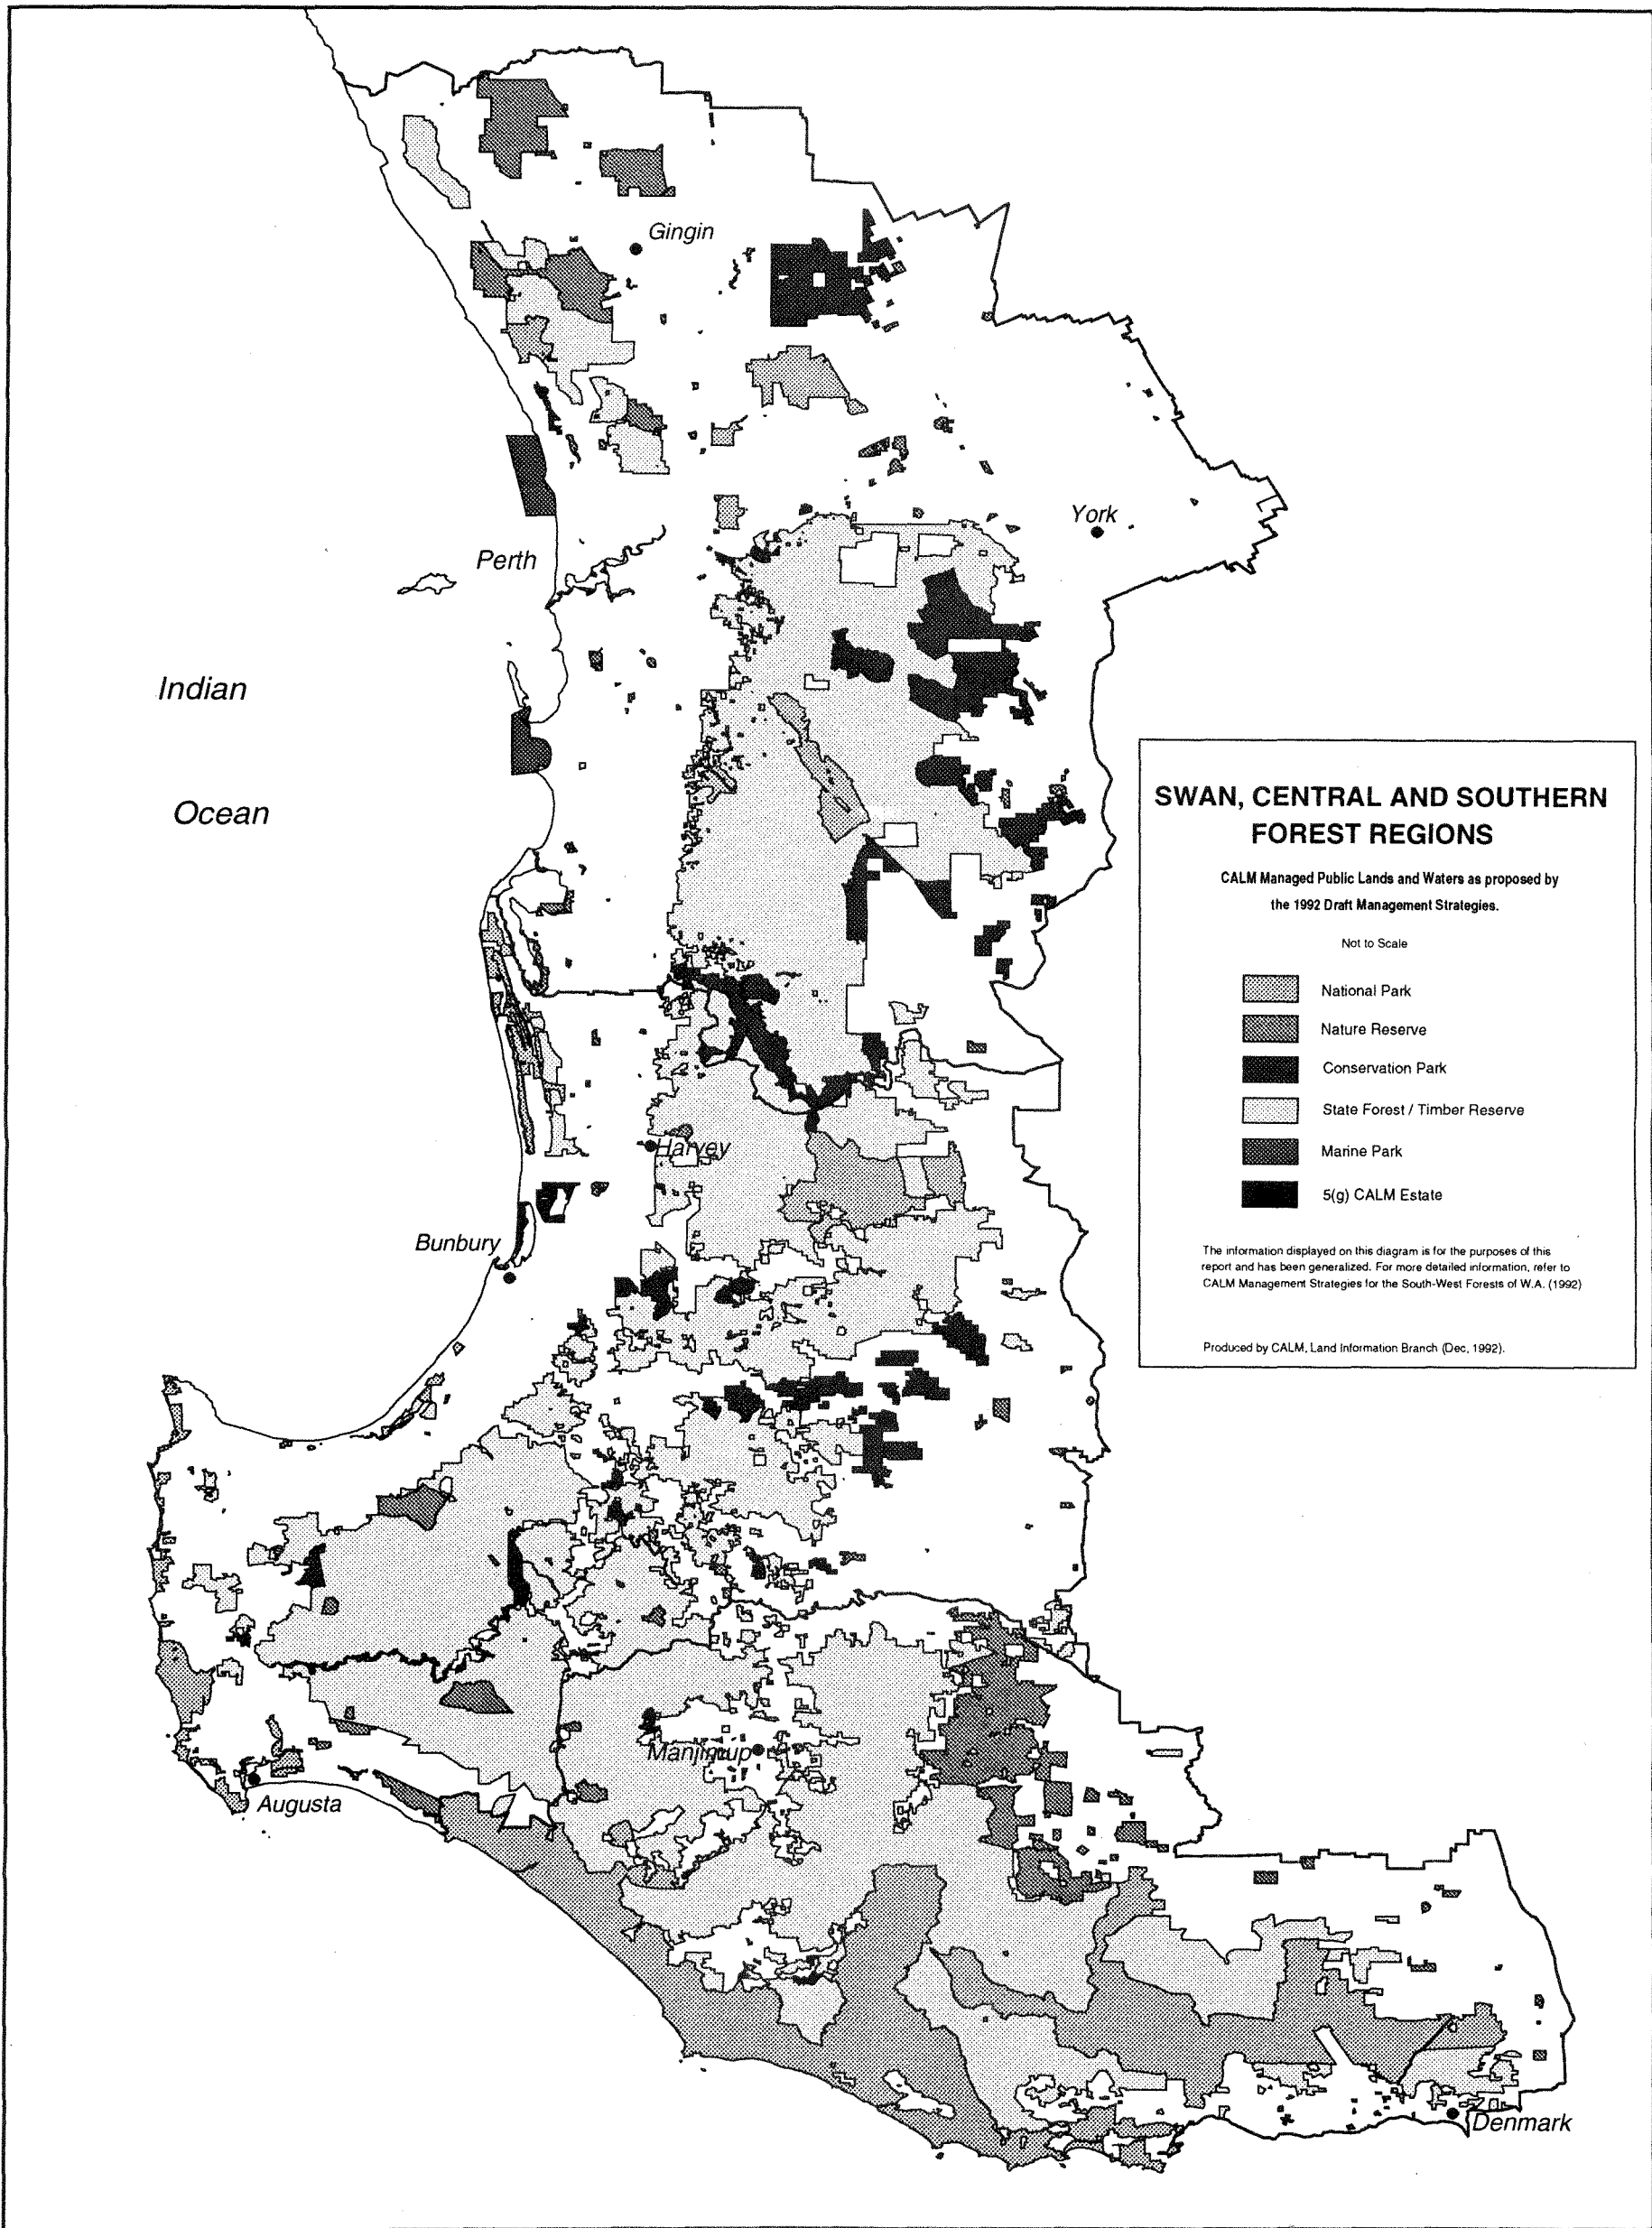 Gingin
York
Perth
Indian
Ocean
SWAN, CENTRAL AND SOUTHERN
FOREST REGIONS
CALM Managed Public Lands and Waters as proposed by
the 1992 Draft Management Strategies.
Not to Scale
National Park
Nature Reserve
Conservation Park
State Forest / Timber Reserve
Marine Park
5(g) CALM Estate
The information displayed on this diagram is for the purposes of this
report and has been generalized. For more detailed information, refer to
CALM Management Strategies for the South-West Forests of W.A. (1992)
Produced by CALM, Land Information Branch (Dec, 1992).
Harvey
Bunbury
Manjimup
Augusta
Denmark